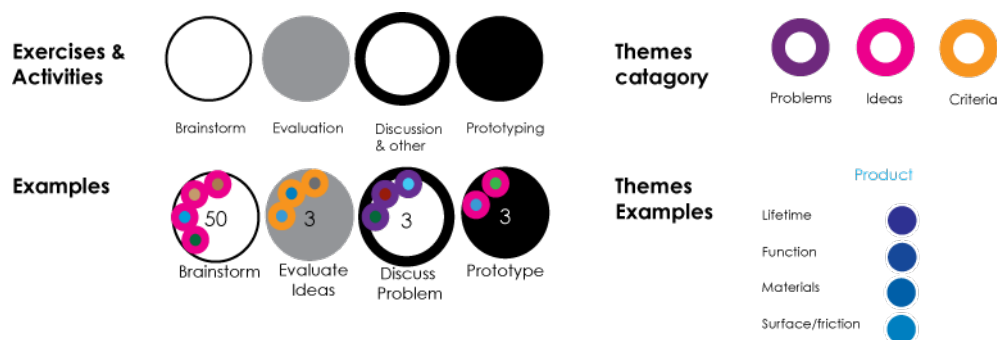 Exercises &
Activities
Brainstorm
Evaluation
Discussion
& other
Prototyping
Themes
catagory
Problems
Ideas
Criteria
Examples
50
3
3
3
Brainstorm
Evaluate
Ideas
Discuss
Problem
Prototype
Themes
Examples
Product
Lifetime
Function
Materials
Surface/friction